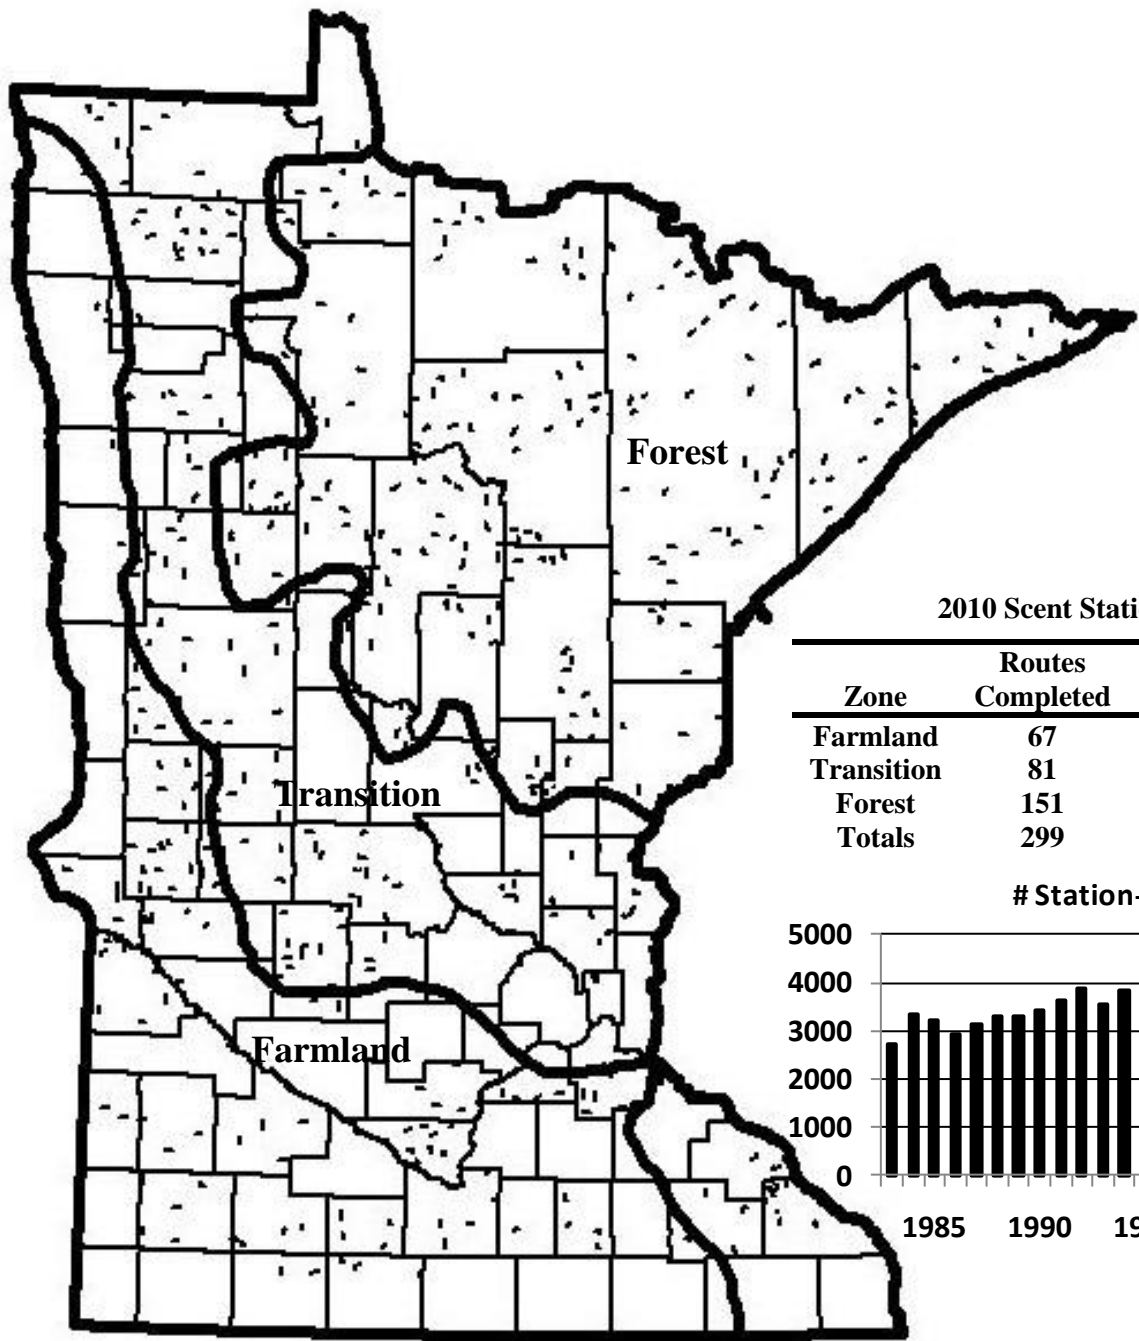 Forest
Transition
Farmland
2010 Scent Stati
Routes
Zone Completed
Farmland 67
Transition 81
Forest 151
Totals 299
# Station-
5000
4000
3000
2000
1000
0
1985 1990 19